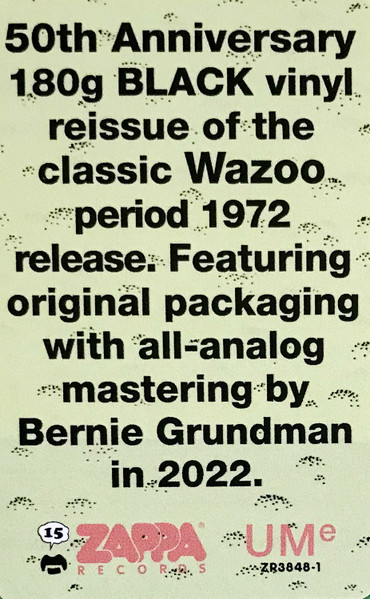 50th Anniversary
180g BLACK vinyl
reissue of the
classic Wazoo
period 1972
release. Featuring
original packaging
with all-analog
mastering by
Bernie Grundman
in 2022.
15
ZAPPA®
RECORDS
UMe
ZR3848-1